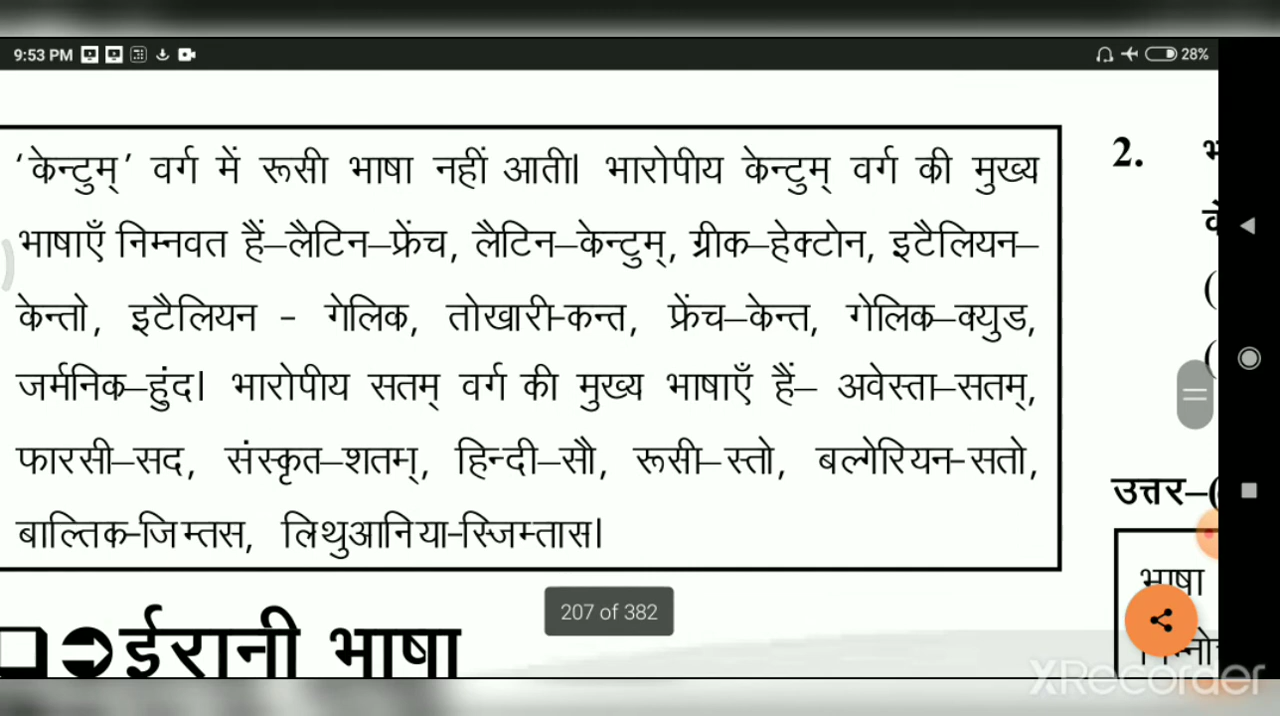 9:53 PM
28%
'केन्टुम्' वर्ग में रूसी भाषा नहीं आती। भारोपीय केन्टुम् वर्ग की मुख्य
भाषाएँ निम्नवत हैं–लैटिन–फ्रेंच, लैटिन–केन्टुम्, ग्रीक–हेक्टोन, इटैलियन–
केन्तो, इटैलियन - गेलिक, तोखारी-कन्त, फ्रेंच–केन्त, गेलिक–क्युड,
जर्मनिक–हुंद। भारोपीय सतम् वर्ग की मुख्य भाषाएँ हैं– अवेस्ता–सतम्,
फारसी–सद, संस्कृत–शतम्, हिन्दी–सौ, रूसी–स्तो, बल्गेरियन-सतो,
बाल्तिक-जिम्तस, लिथुआनिया-स्जिम्तास।
207 of 382
ईरानी भाषा
2.
उत्तर–(
भाषा
XRecorder